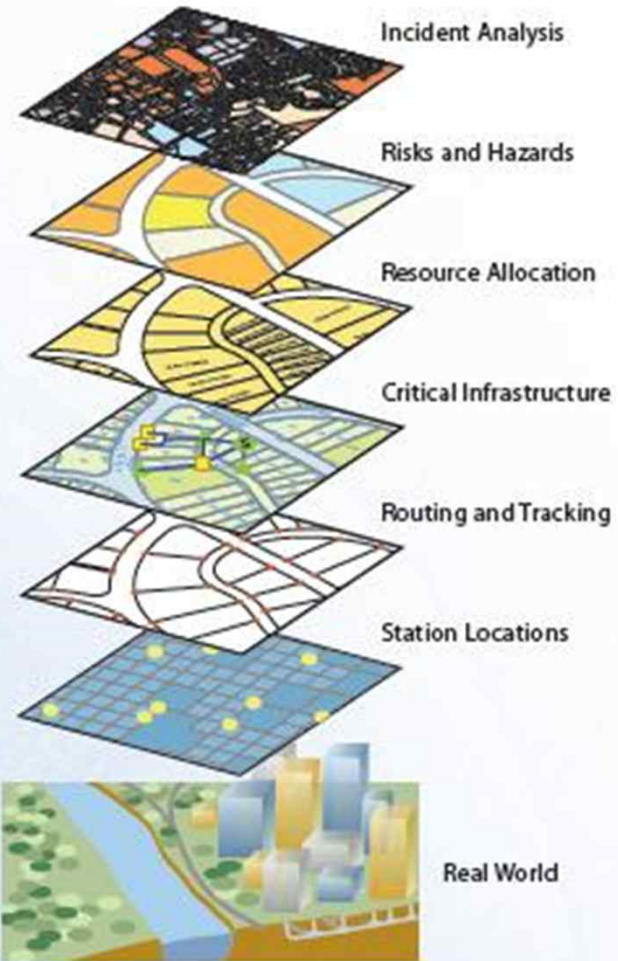 Incident Analysis
Risks and Hazards
Resource Allocation
Critical Infrastructure
Routing and Tracking
Station Locations
Real World